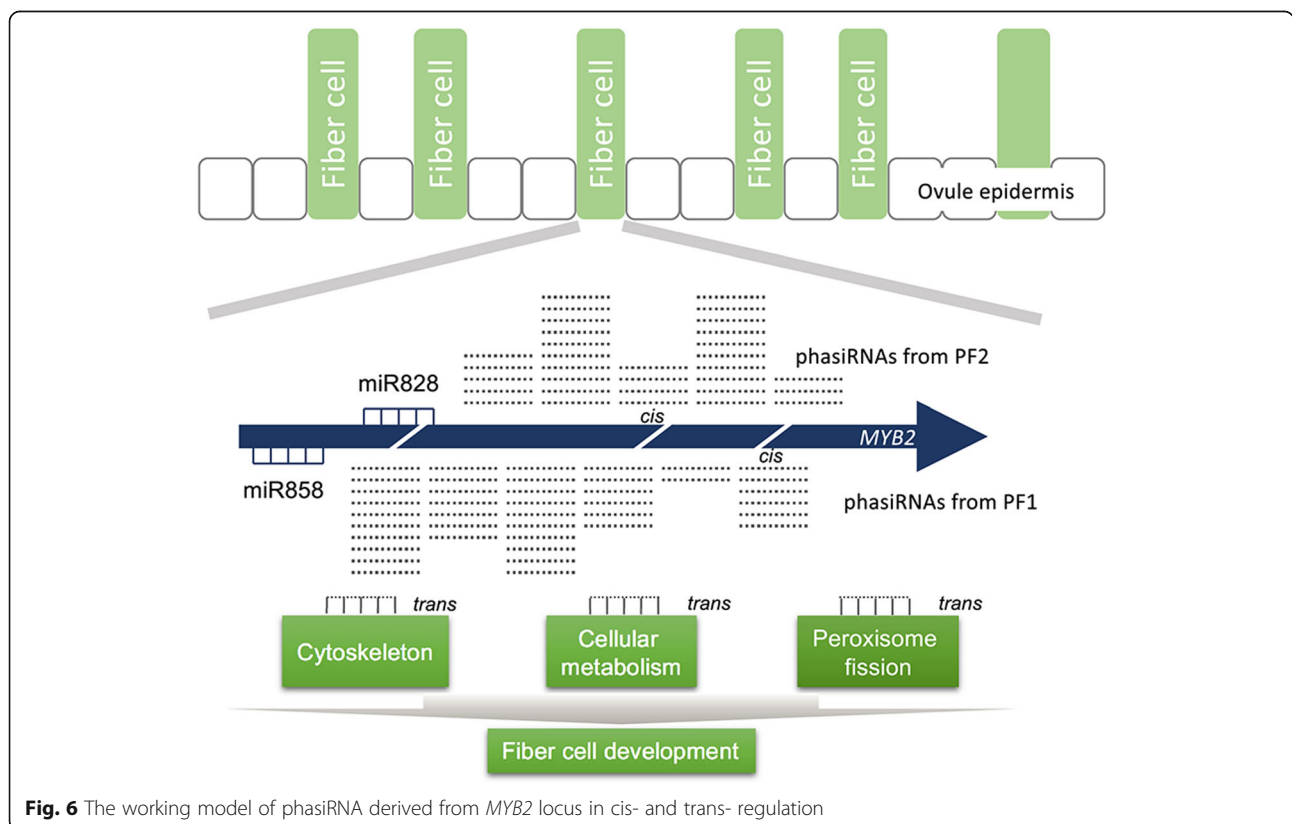 Fiber cell
Fiber cell
Fiber cell
Fiber cell
Fiber cell
Ovule epidermis
phasiRNAs from PF2
miR828
cis
MYB2
cis
miR858
phasiRNAs from PF1
trans
trans
trans
Cytoskeleton
Cellular
metabolism
Peroxisome
fission
Fiber cell development
Fig. 6 The working model of phasiRNA derived from MYB2 locus in cis- and trans- regulation